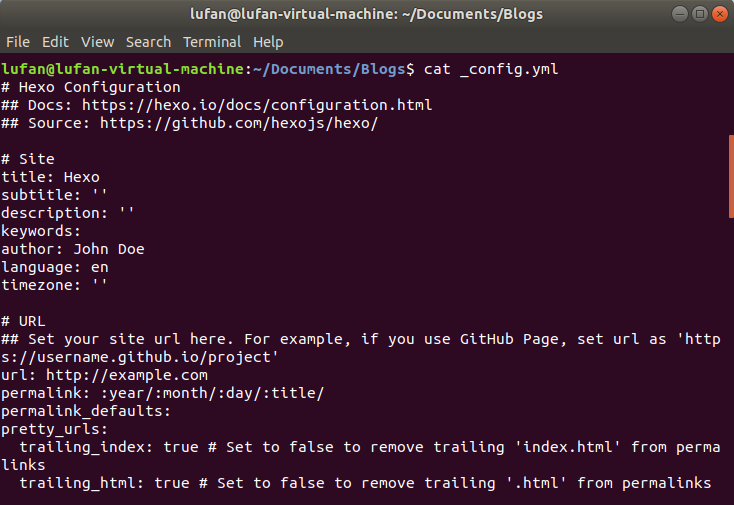 lufan@lufan-virtual-machine: ~/Documents/Blogs
File Edit View Search Terminal Help
lufan@lufan-virtual-machine:~/Documents/Blogs$ cat _config.yml
# Hexo Configuration
## Docs: https://hexo.io/docs/configuration.html
## Source: https://github.com/hexojs/hexo/

# Site
title: Hexo
subtitle: ''
description: ''
keywords:
author: John Doe
language: en
timezone: ''

# URL
## Set your site url here. For example, if you use GitHub Page, set url as 'http
s://username.github.io/project'
url: http://example.com
permalink: :year/:month/:day/:title/
permalink_defaults:
pretty_urls:
  trailing_index: true # Set to false to remove trailing 'index.html' from perma
links
  trailing_html: true # Set to false to remove trailing '.html' from permalinks